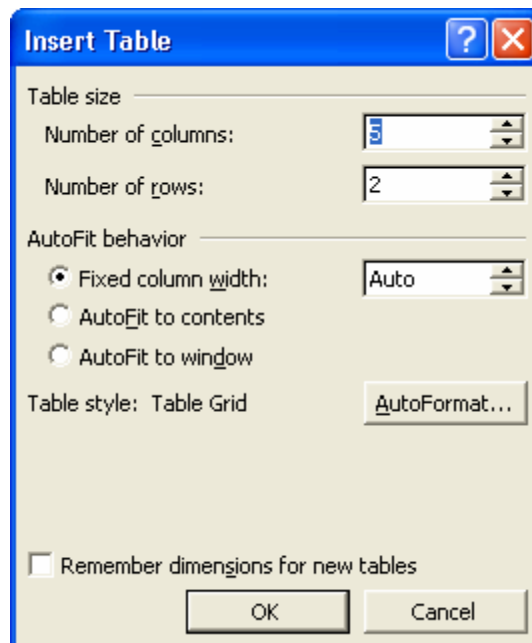 Insert Table
?
Table size
Number of columns: 5
Number of rows: 2
AutoFit behavior
Fixed column width: Auto
AutoFit to contents
AutoFit to window
Table style: Table Grid AutoFormat...
Remember dimensions for new tables
OK Cancel